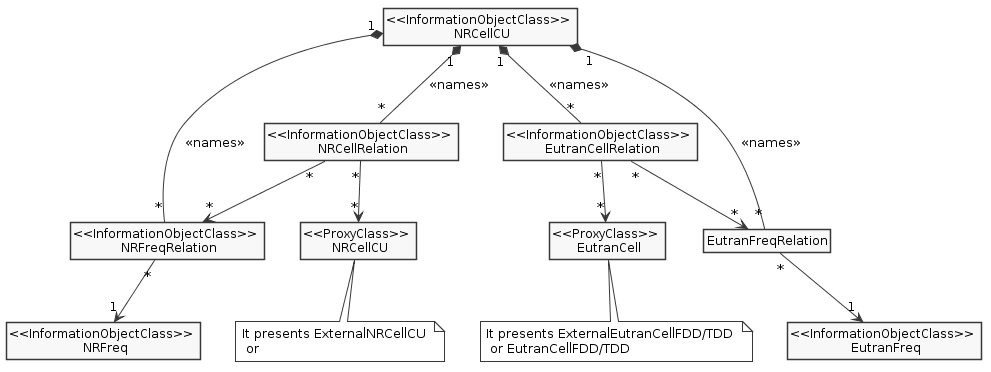 <<InformationObjectClass>>
NRCellCU
1
1
1
1
<<names>>
<<names>>
*
*
<<InformationObjectClass>>
NRCellRelation
<<InformationObjectClass>>
EutranCellRelation
<<names>>
<<names>>
*
*
*
*
*
*
*
*
*
*
<<InformationObjectClass>>
NRFreqRelation
<<ProxyClass>>
NRCellCU
<<ProxyClass>>
EutranCell
EutranFreqRelation
*
*
1
1
<<InformationObjectClass>>
NRFreq
It presents ExternalNRCellCU
or
It presents ExternalEutranCellFDD/TDD
or EutranCellFDD/TDD
<<InformationObjectClass>>
EutranFreq